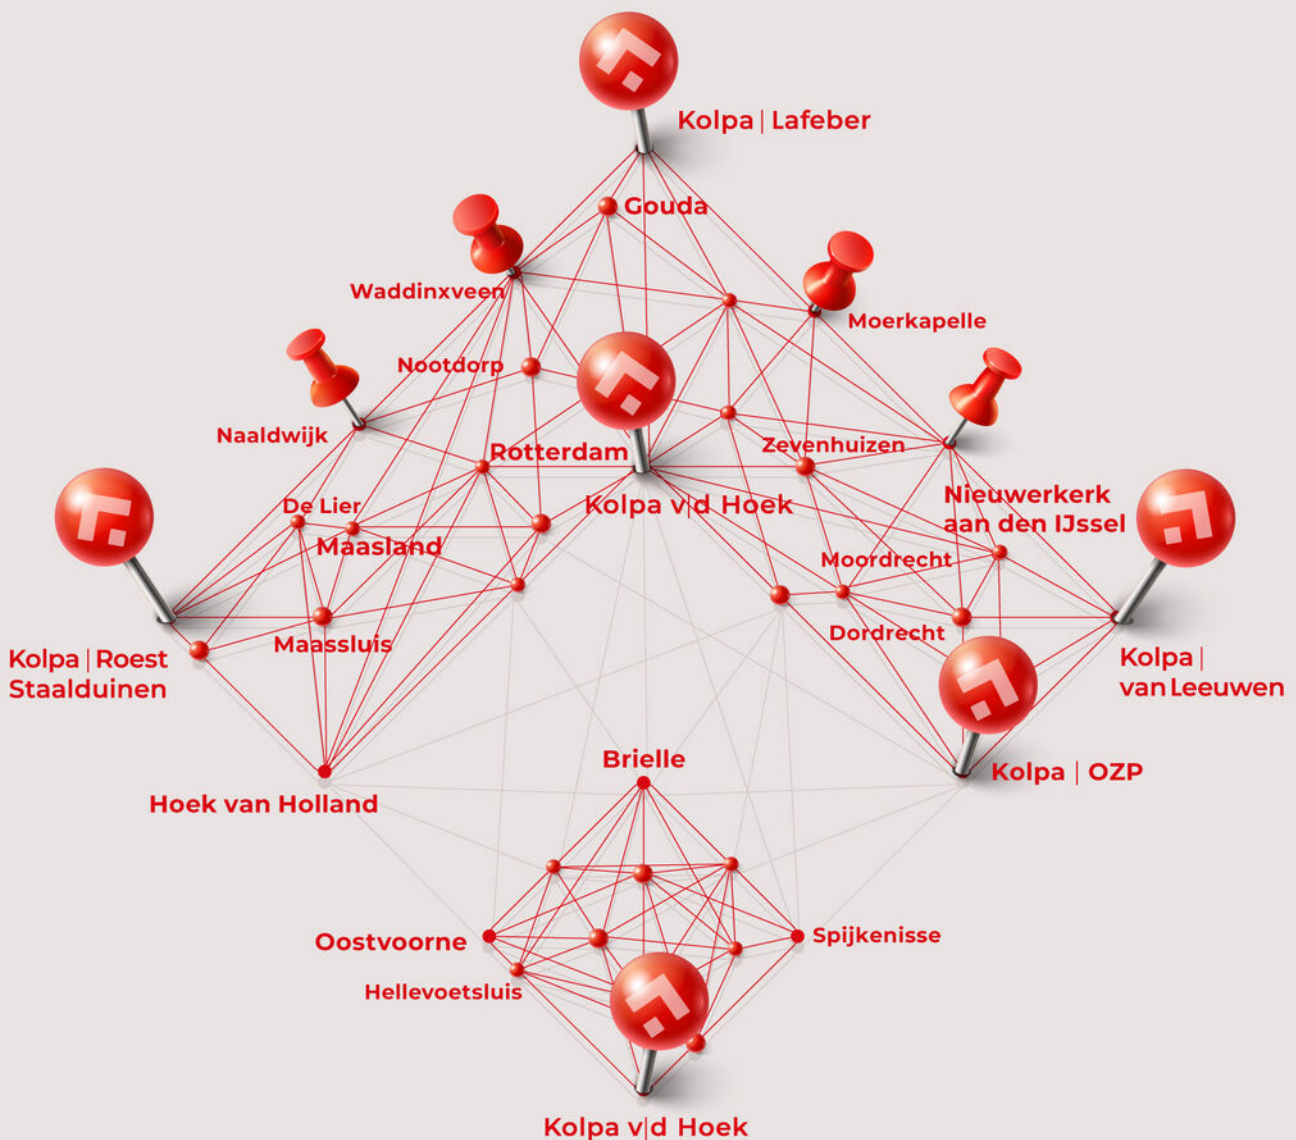 Kolpa | Lafeber
Gouda
Waddinxveen
Moerkapelle
Nootdorp
Naaldwijk
Rotterdam
Zevenhuizen
Kolpa v|d Hoek
De Lier
Maasland
Nieuwerkerk
aan den IJssel
Moordrecht
Dordrecht
Maassluis
Kolpa | Roest
Staalduinen
Kolpa |
van Leeuwen
Brielle
Kolpa | OZP
Hoek van Holland
Oostvoorne
Spijkenisse
Hellevoetsluis
Kolpa v|d Hoek